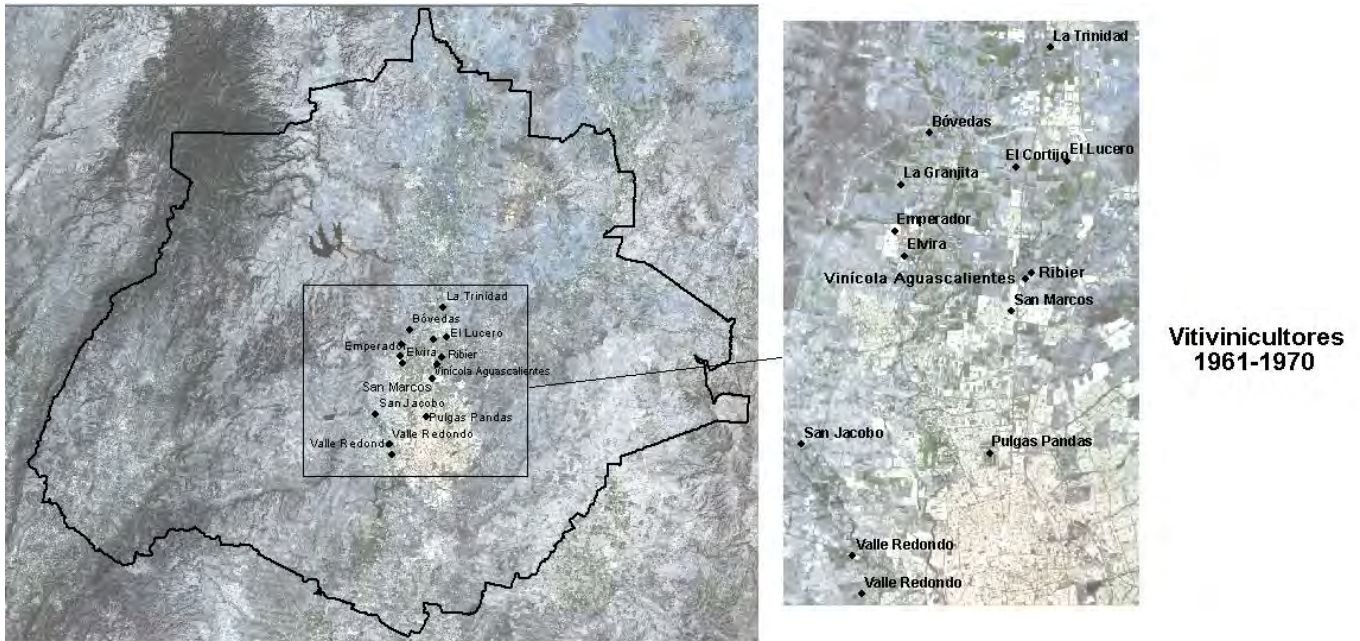 La Trinidad
Bóvedas
El Lucero
Emperador
Elvira
Ribier
Vinícola Aguascalientes
San Marcos
San Jacobo
Pulgas Pandas
Valle Redondo
Valle Redondo
La Trinidad
Bóvedas
El Cortijo
El Lucero
La Granjita
Emperador
Elvira
Vinícola Aguascalientes
Ribier
San Marcos
San Jacobo
Pulgas Pandas
Valle Redondo
Valle Redondo
Vitivinicultores
1961-1970